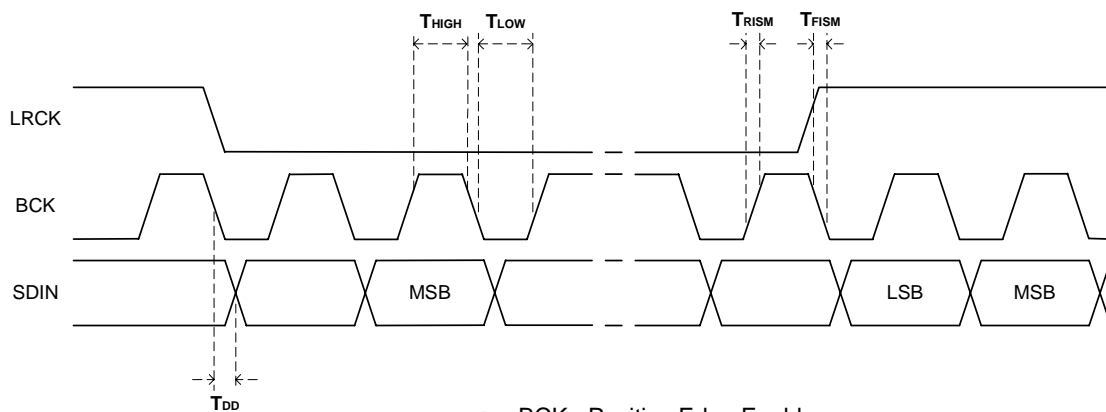 THIGH TLOW TRISM TFISM
LRCK
BCK
SDIN MSB LSB MSB
TDD